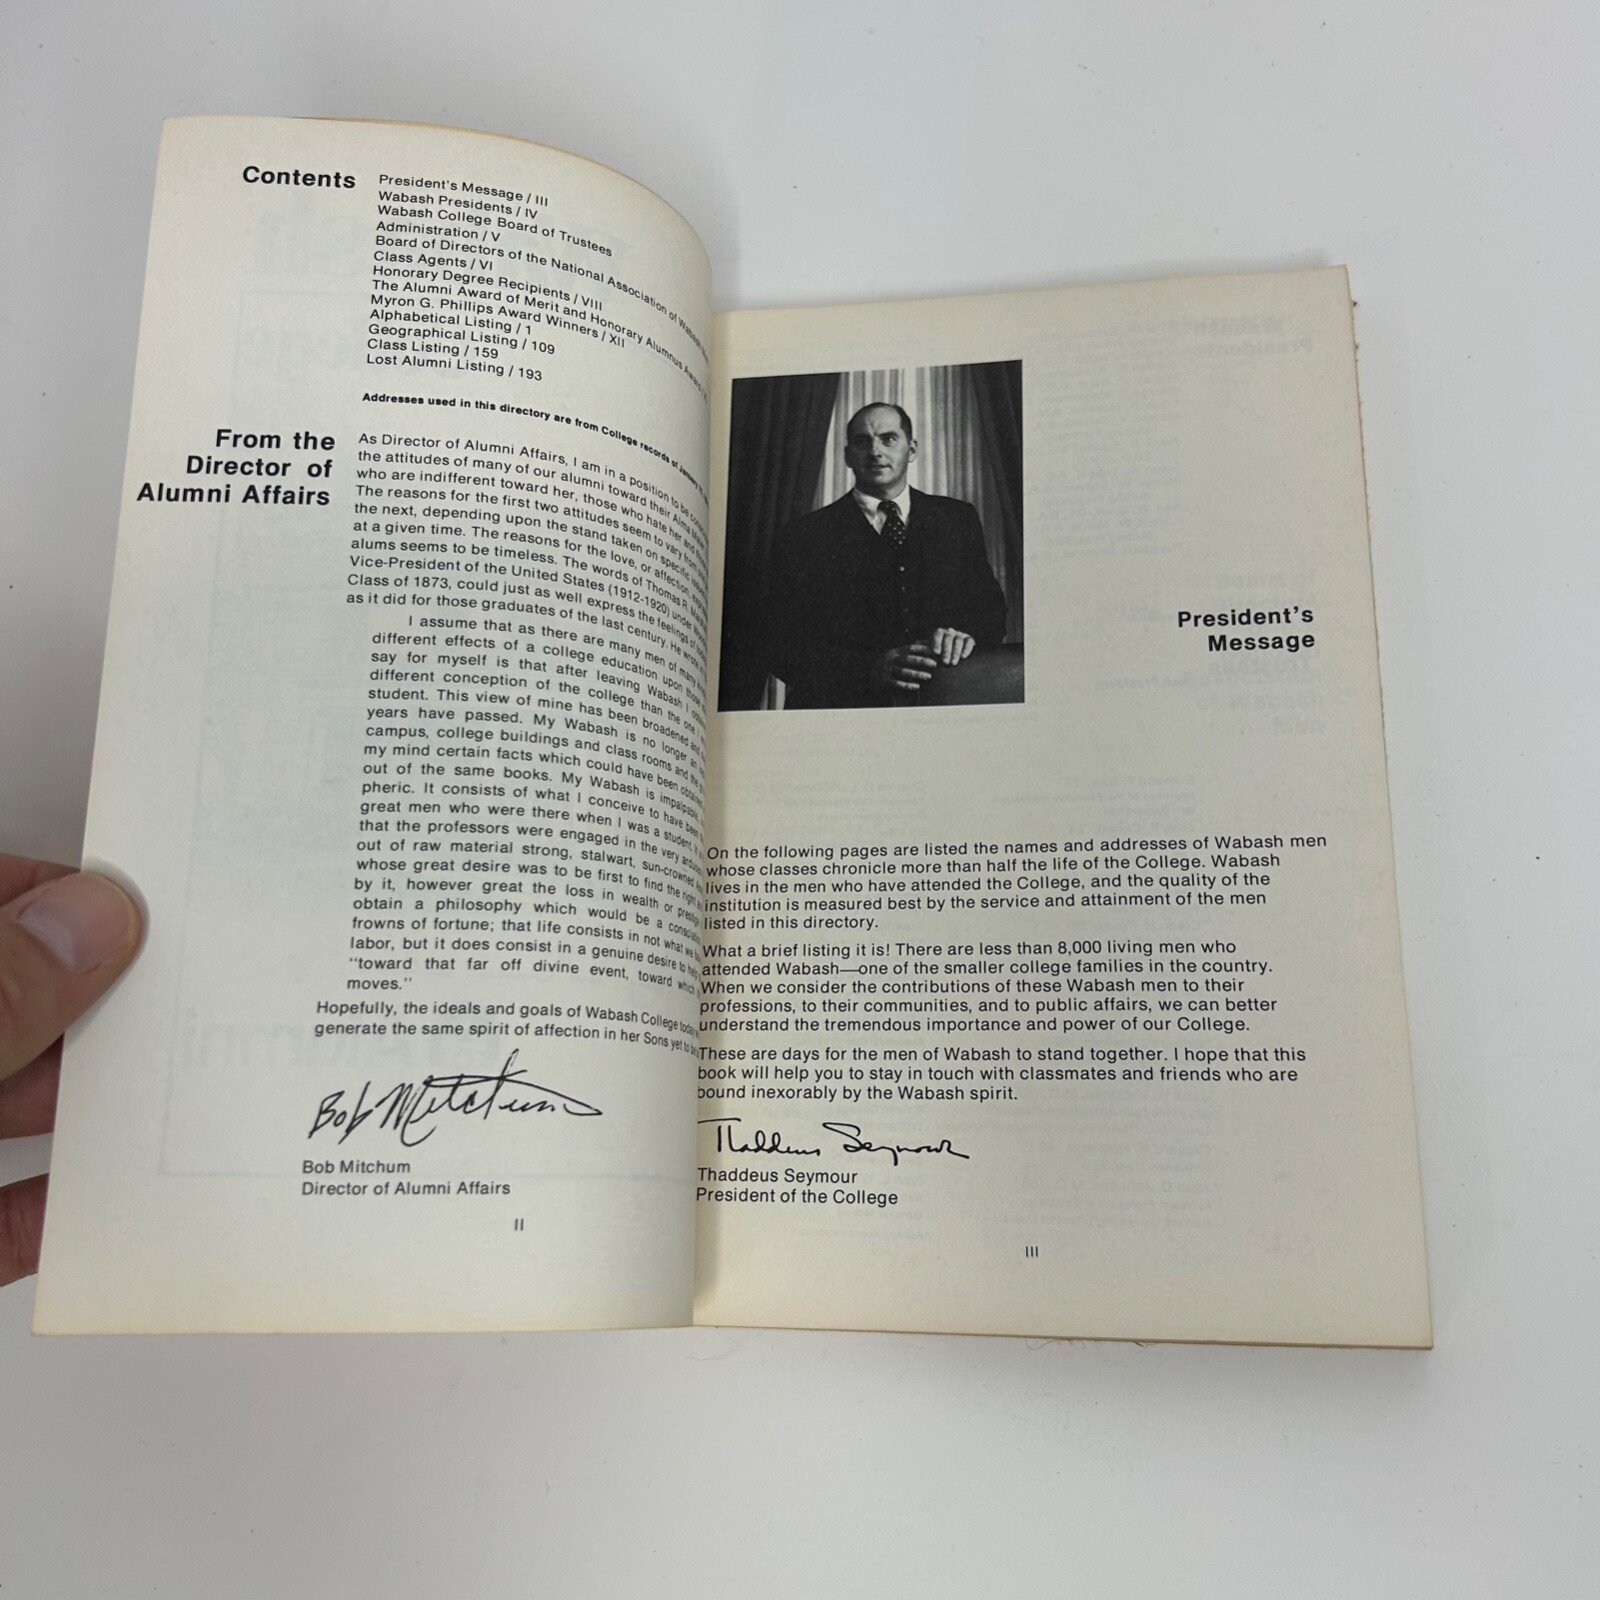 Contents
President's Message / III
Wabash Presidents / IV
Wabash College Board of Trustees
Administration / V
Board of Directors of the National Association of Wabash
Class Agents / VI
Honorary Degree Recipients / VIII
The Alumni Award of Merit and Honorary Alumnus Award /
Myron G. Phillips Award Winners / XII
Alphabetical Listing / 1
Geographical Listing / 109
Class Listing / 159
Lost Alumni Listing / 193
Addresses used in this directory are from College records of January
From the
Director of
Alumni Affairs
As Director of Alumni Affairs, I am in a position to be
the attitudes of many of our alumni toward their Alma Mater
who are indifferent toward her, those who hate her and
The reasons for the first two attitudes seem to vary from
the next, depending upon the stand taken on specific
at a given time. The reasons for the love, or affection,
alums seems to be timeless. The words of Thomas R.
Vice-President of the United States (1912-1920) under
Class of 1873, could just as well express the feelings of
as it did for those graduates of the last century. He wrote
I assume that as there are many men of many
different effects of a college education upon those
say for myself is that after leaving Wabash I
different conception of the college than the one I
student. This view of mine has been broadened and
years have passed. My Wabash is no longer an
campus, college buildings and class rooms and the
my mind certain facts which could have been obtained
out of the same books. My Wabash is impalpable,
pheric. It consists of what I conceive to have been
great men who were there when I was a student. It
that the professors were engaged in the very arduous
out of raw material strong, stalwart, sun-crowned
whose great desire was to be first to find the right
by it, however great the loss in wealth or prestige
obtain a philosophy which would be a
frowns of fortune; that life consists in not what we
labor, but it does consist in a genuine desire to help
"toward that far off divine event, toward which
moves."
Hopefully, the ideals and goals of Wabash College today
generate the same spirit of affection in her Sons yet to be
Bob Mitchum
Bob Mitchum
Director of Alumni Affairs
II
President's
Message
On the following pages are listed the names and addresses of Wabash men
whose classes chronicle more than half the life of the College. Wabash
lives in the men who have attended the College, and the quality of the
institution is measured best by the service and attainment of the men
listed in this directory.
What a brief listing it is! There are less than 8,000 living men who
attended Wabash—one of the smaller college families in the country.
When we consider the contributions of these Wabash men to their
professions, to their communities, and to public affairs, we can better
understand the tremendous importance and power of our College.
These are days for the men of Wabash to stand together. I hope that this
book will help you to stay in touch with classmates and friends who are
bound inexorably by the Wabash spirit.
Thaddeus Seymour
Thaddeus Seymour
President of the College
III